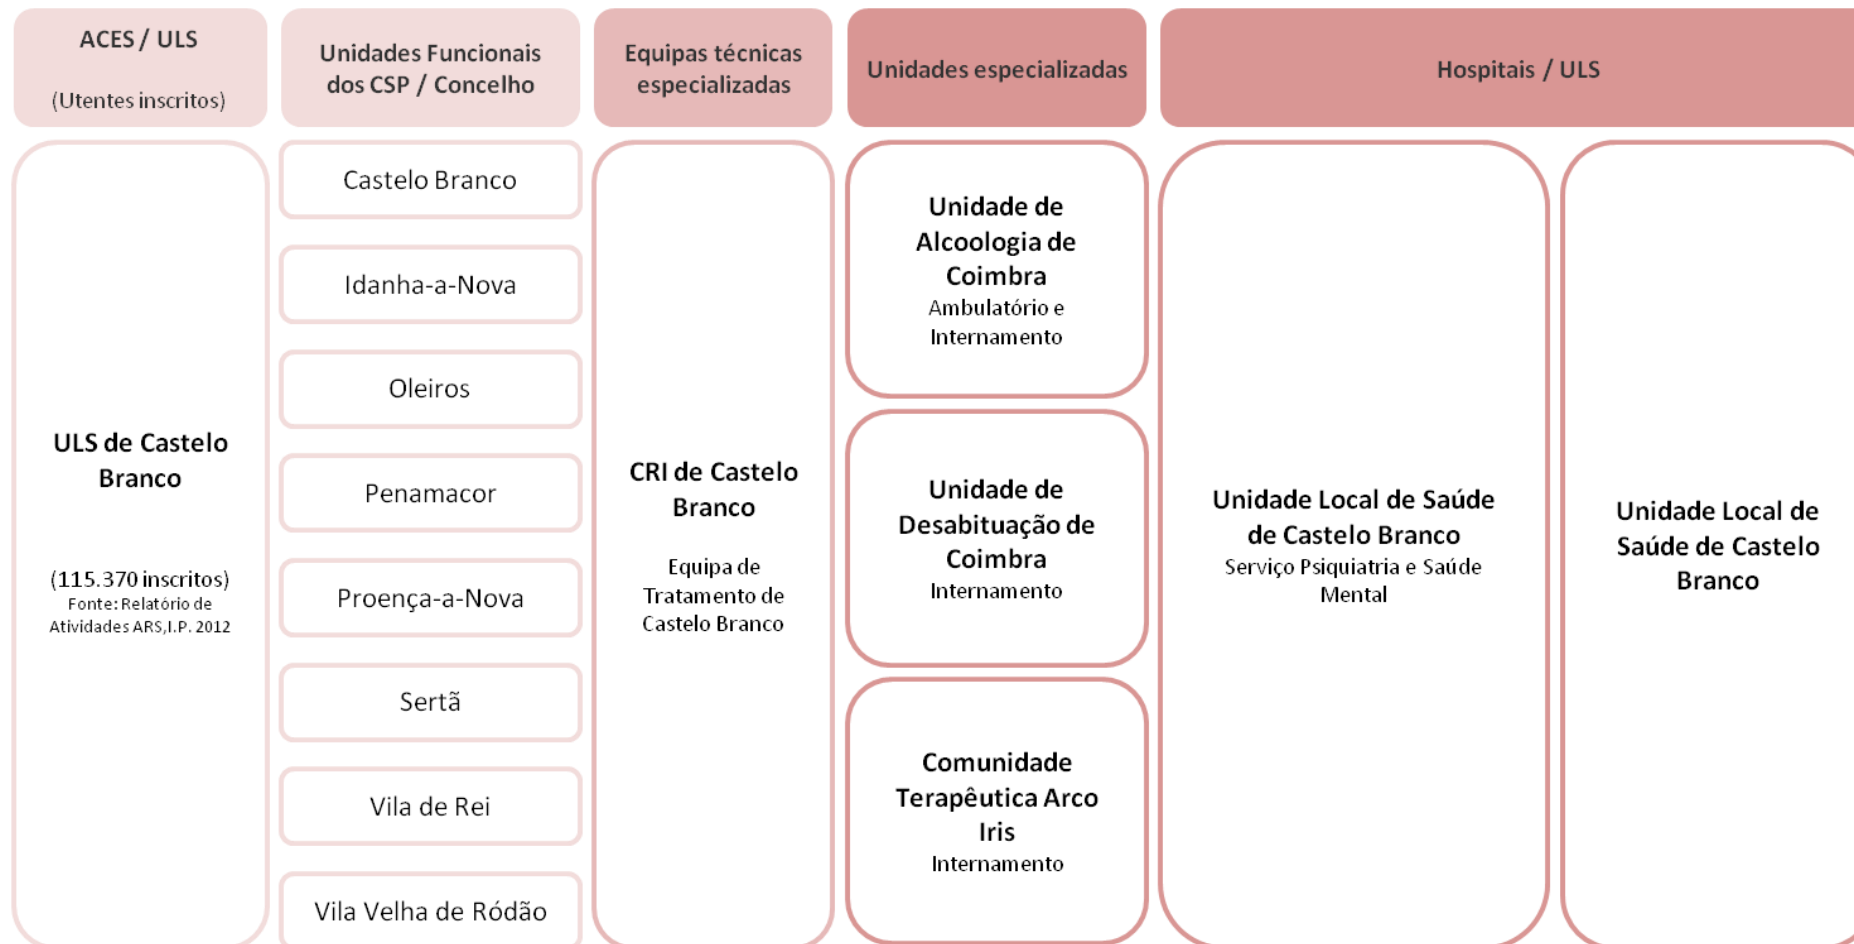 ACES / ULS
(Utentes inscritos)
Unidades Funcionais
dos CSP / Concelho
Equipas técnicas
especializadas
Unidades especializadas
Hospitais / ULS
ULS de Castelo
Branco
(115.370 inscritos)
Fonte: Relatório de
Atividades ARS,I.P. 2012
Castelo Branco
Idanha-a-Nova
Oleiros
Penamacor
Proença-a-Nova
Sertã
Vila de Rei
Vila Velha de Ródão
CRI de Castelo
Branco
Equipa de
Tratamento de
Castelo Branco
Unidade de
Alcoologia de
Coimbra
Ambulatório e
Internamento
Unidade de
Desabituação de
Coimbra
Internamento
Comunidade
Terapêutica Arco
Iris
Internamento
Unidade Local de Saúde
de Castelo Branco
Serviço Psiquiatria e Saúde
Mental
Unidade Local de
Saúde de Castelo
Branco